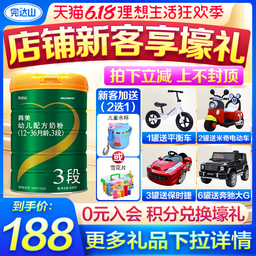 完达山
天猫6.18理想生活狂欢季
店铺新客享壕礼
拍下立减 上不封顶
新客加送
(2选1)
儿童水杯
或
雪花片
幼儿配方奶粉
(12-36月龄,3段)
3段
1罐送平衡车
2罐送米奇电动车
3罐送保时捷
6罐送奔驰大G
0元入会 积分兑换壕礼
到手价:
188
更多礼品下拉详情